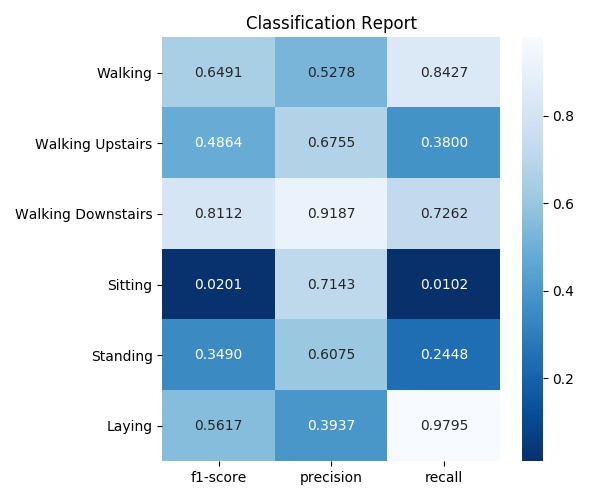 Classification Report
Walking 0.6491 0.5278 0.8427
Walking Upstairs 0.4864 0.6755 0.3800
Walking Downstairs 0.8112 0.9187 0.7262
Sitting 0.0201 0.7143 0.0102
Standing 0.3490 0.6075 0.2448
Laying 0.5617 0.3937 0.9795
f1-score precision recall
0.8
0.6
0.4
0.2